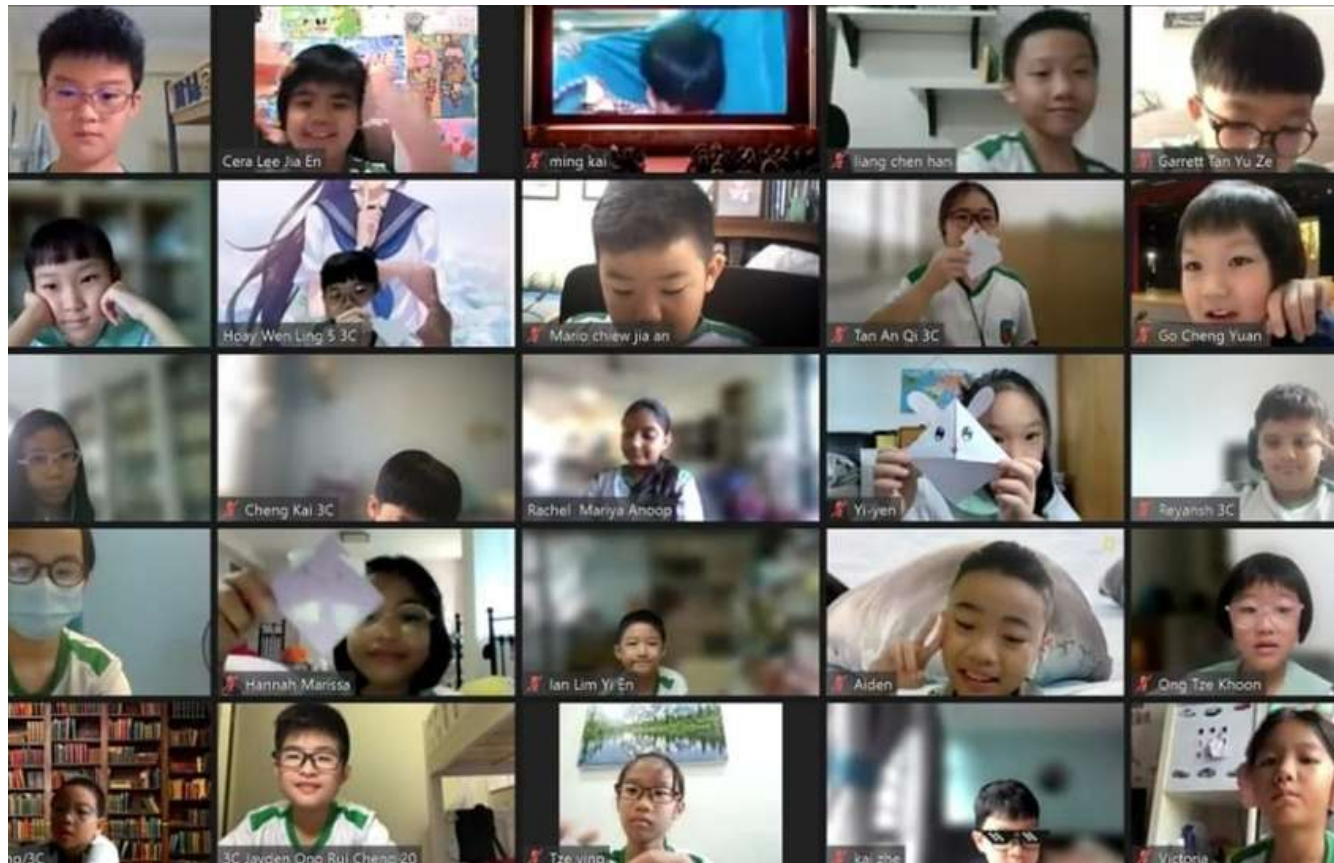 Cera Lee Jia En
ming kai
liang chen han
Garrett Tan Yu Ze
Hoay Wen Ling 5 3C
Mario chiew jia an
Tan An Qi 3C
Go Cheng Yuan
Cheng Kai 3C
Rachel Mariya Anoop
Yi-yen
Reyansh 3C
Hannah Marissa
Ian Lim Yi En
Aiden
Ong Tze Khoon
3C
3C Jayden Ong Rui Cheng 20
Tze ying
kai zhe
Victoria